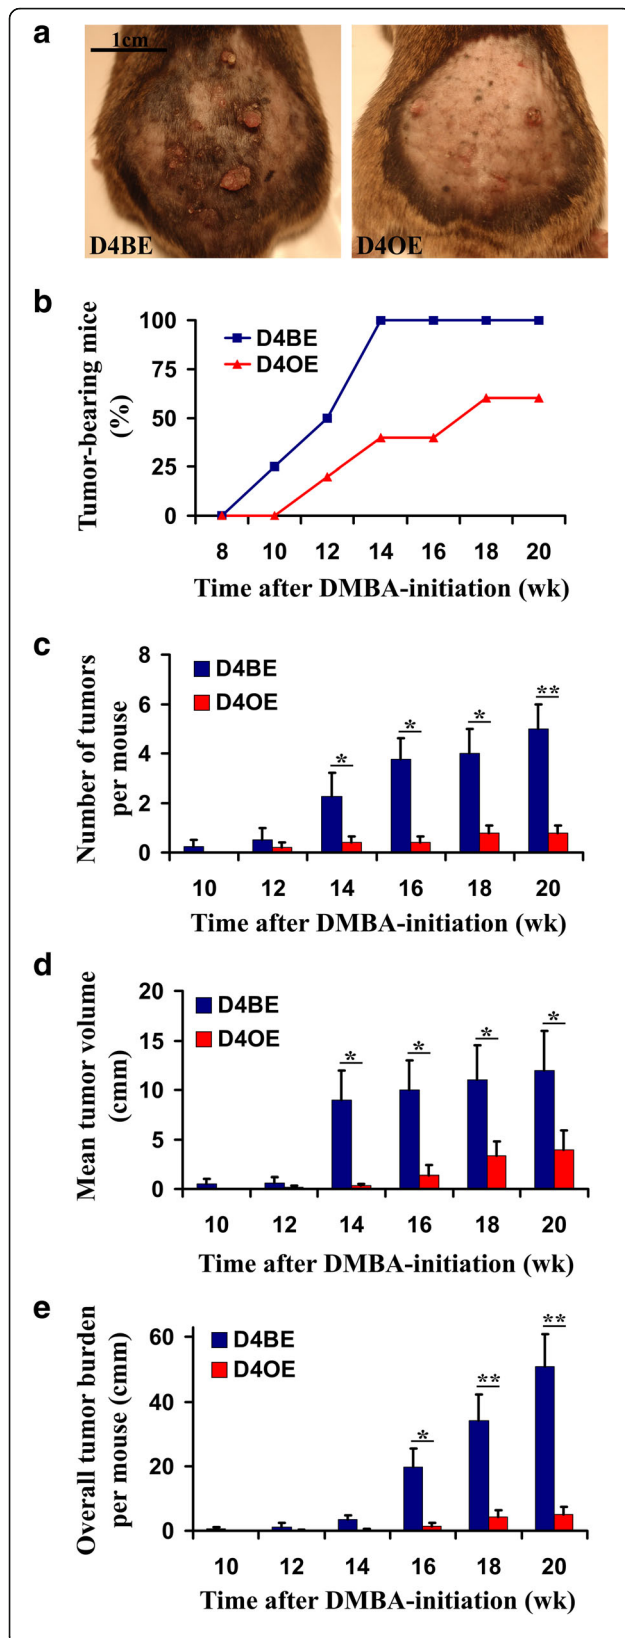 a
1cm
D4BE
D4OE
b
Tumor-bearing mice
(%)
100
75
50
25
0
D4BE
D4OE
8 10 12 14 16 18 20
Time after DMBA-initiation (wk)
c
Number of tumors
per mouse
8
6
4
2
0
D4BE
D4OE
* * * **
10 12 14 16 18 20
Time after DMBA-initiation (wk)
d
Mean tumor volume
(cmm)
20
15
10
5
0
D4BE
D4OE
* * * *
10 12 14 16 18 20
Time after DMBA-initiation (wk)
e
Overall tumor burden
per mouse (cmm)
60
40
20
0
D4BE
D4OE
* ** **
10 12 14 16 18 20
Time after DMBA-initiation (wk)